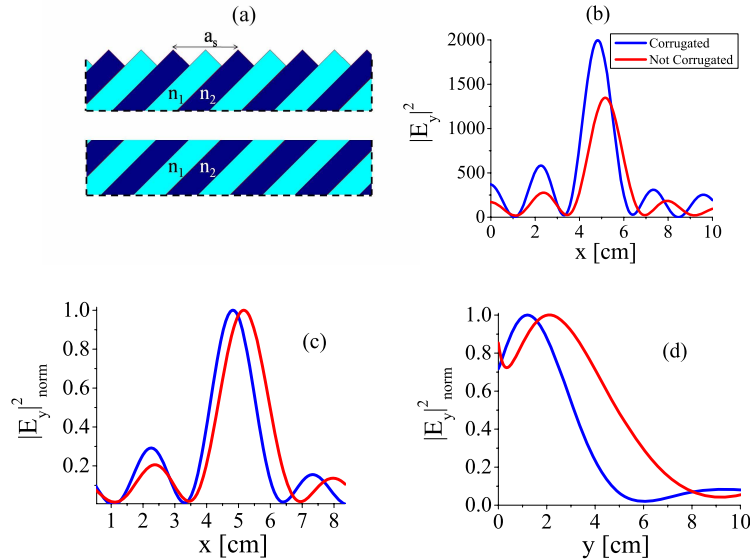 (a)
a_s
n_1 n_2
n_1 n_2
(b)
2000
1500
1000
500
0
|E_y|^2
0 2 4 6 8 10
x [cm]
Corrugated
Not Corrugated
(c)
1.0
0.8
0.6
0.4
0.2
|E_y|^2_norm
1 2 3 4 5 6 7 8
x [cm]
(d)
1.0
0.8
0.6
0.4
0.2
0.0
|E_y|^2_norm
0 2 4 6 8 10
y [cm]